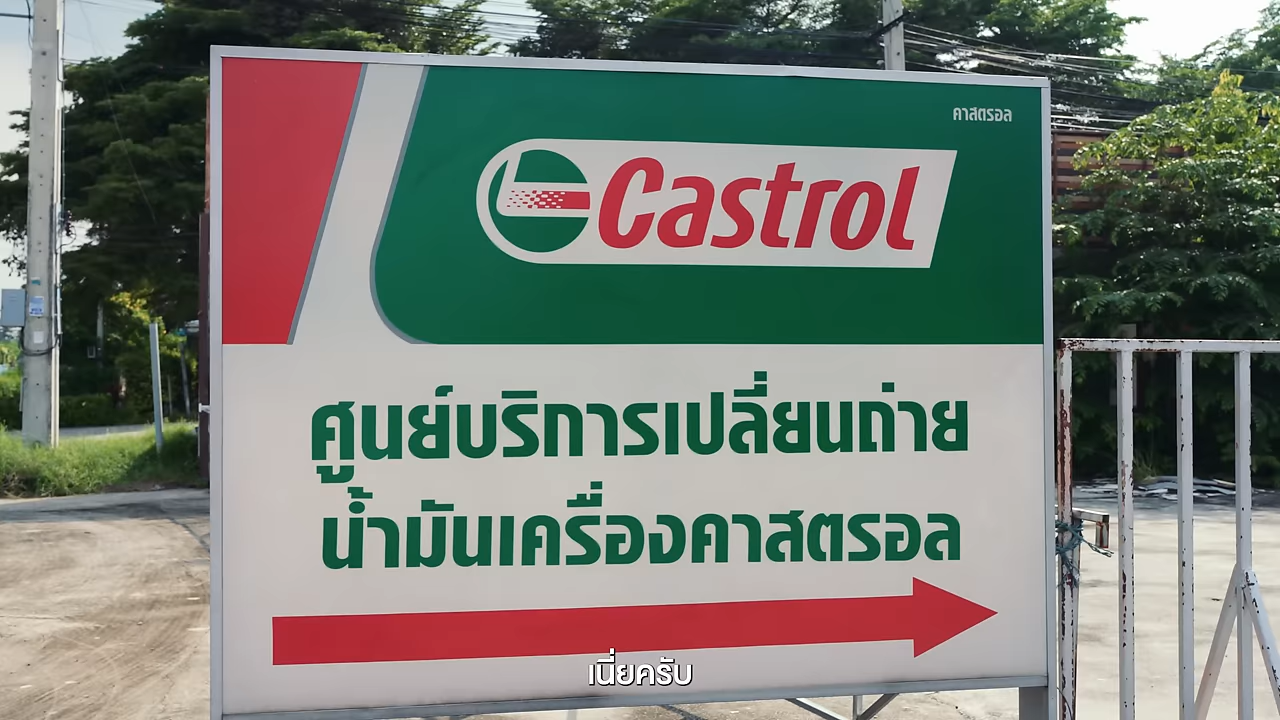 คาสตรอล
Castrol
ศูนย์บริการเปลี่ยนถ่าย
น้ำมันเครื่องคาสตรอล
เนี่ยครับ